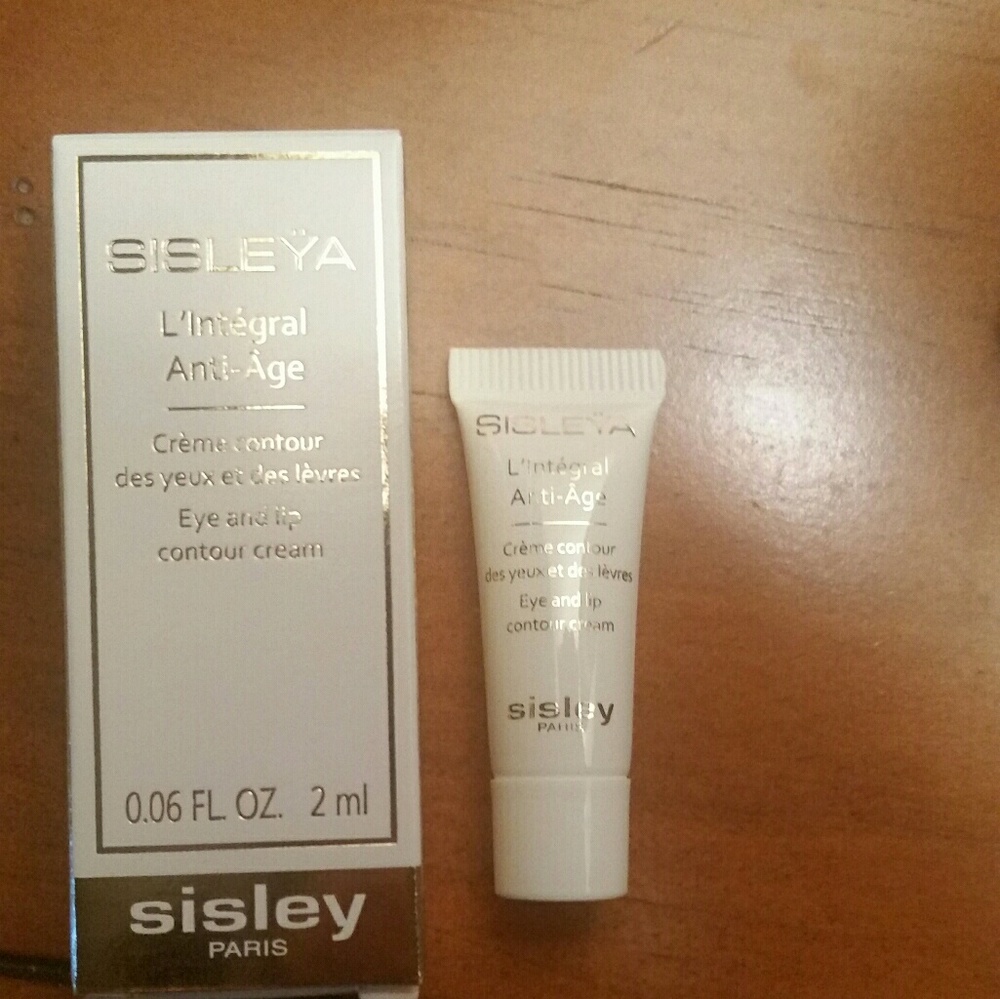 SISLEŸA
L'Intégral
Anti-Âge
Crème contour
des yeux et des lèvres
Eye and lip
contour cream
0.06 FL. OZ. 2 ml
sisley
PARIS
SISLEŸA
L'Intégral
Anti-Âge
Crème contour
des yeux et des lèvres
Eye and lip
contour cream
sisley
PARIS